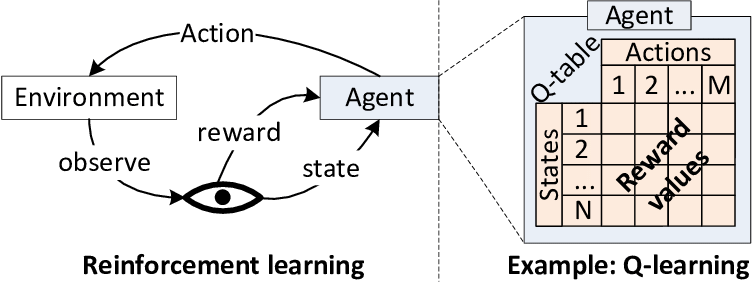 Action
Environment
Agent
reward
observe
state
Reinforcement learning
Agent
Q-table
Actions
1 2 ... M
States
1
2
...
N
Reward
values
Example: Q-learning